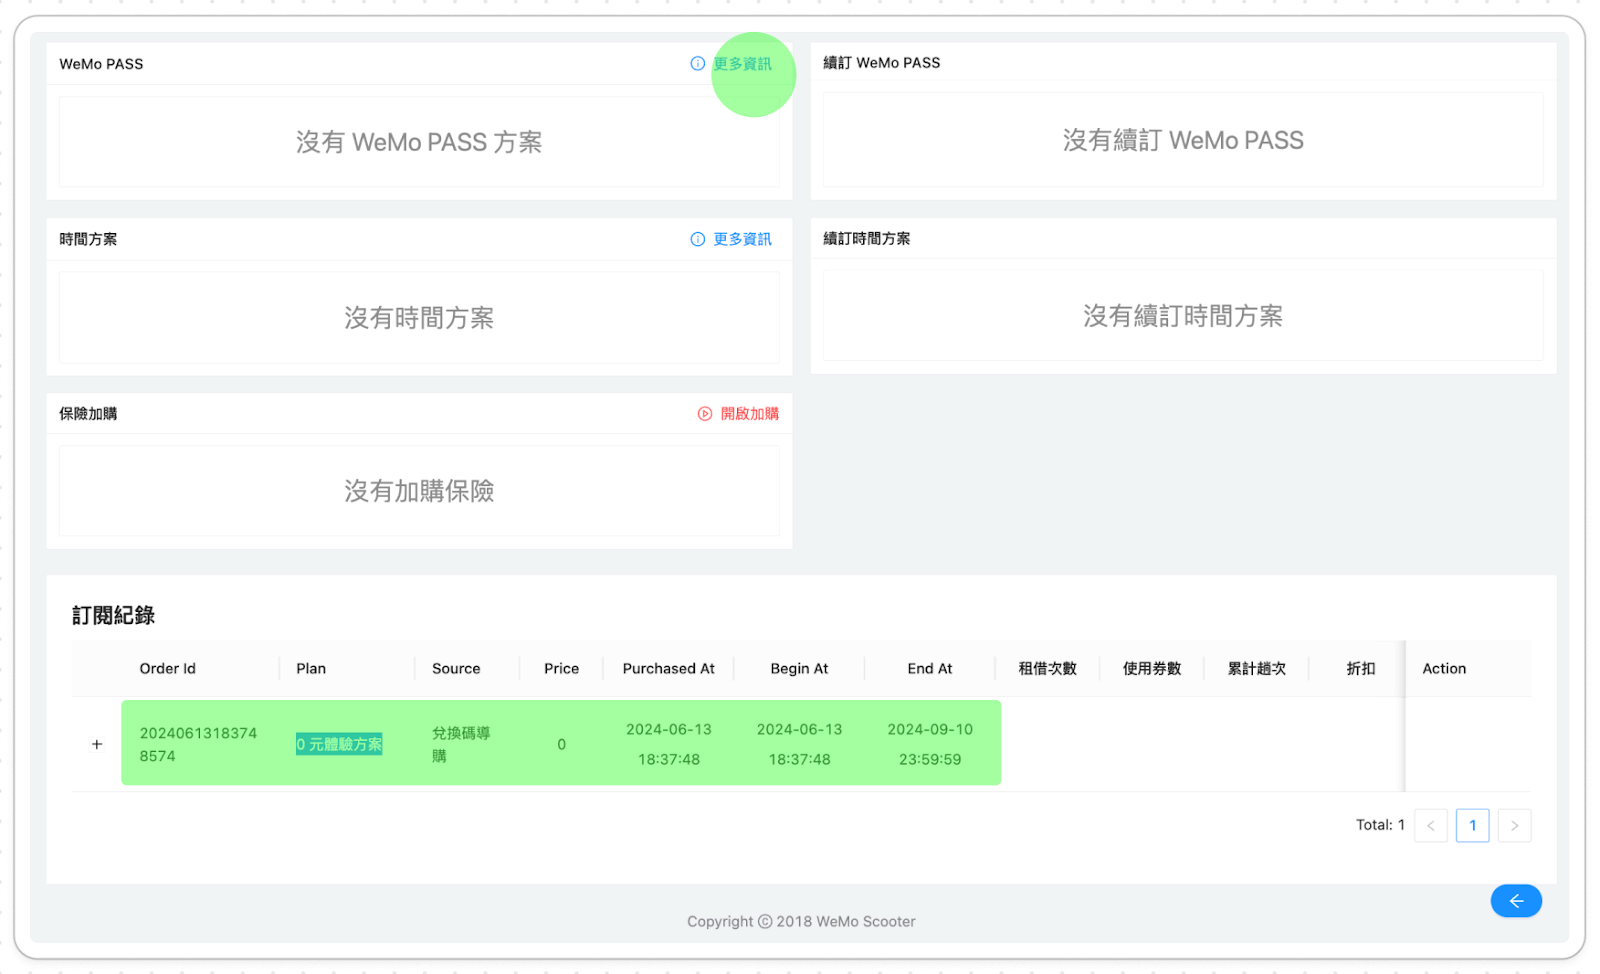 WeMo PASS
更多資訊
續訂 WeMo PASS
沒有 WeMo PASS 方案
沒有續訂 WeMo PASS
時間方案
更多資訊
續訂時間方案
沒有時間方案
沒有續訂時間方案
保險加購
開啟加購
沒有加購保險
訂閱紀錄
Order Id Plan Source Price Purchased At Begin At End At 租借次數 使用券數 累計趟次 折扣 Action
+
2024061318374
8574
0 元體驗方案
兌換碼導
購
0
2024-06-13
18:37:48
2024-06-13
18:37:48
2024-09-10
23:59:59
Total: 1 < 1 >
Copyright © 2018 WeMo Scooter